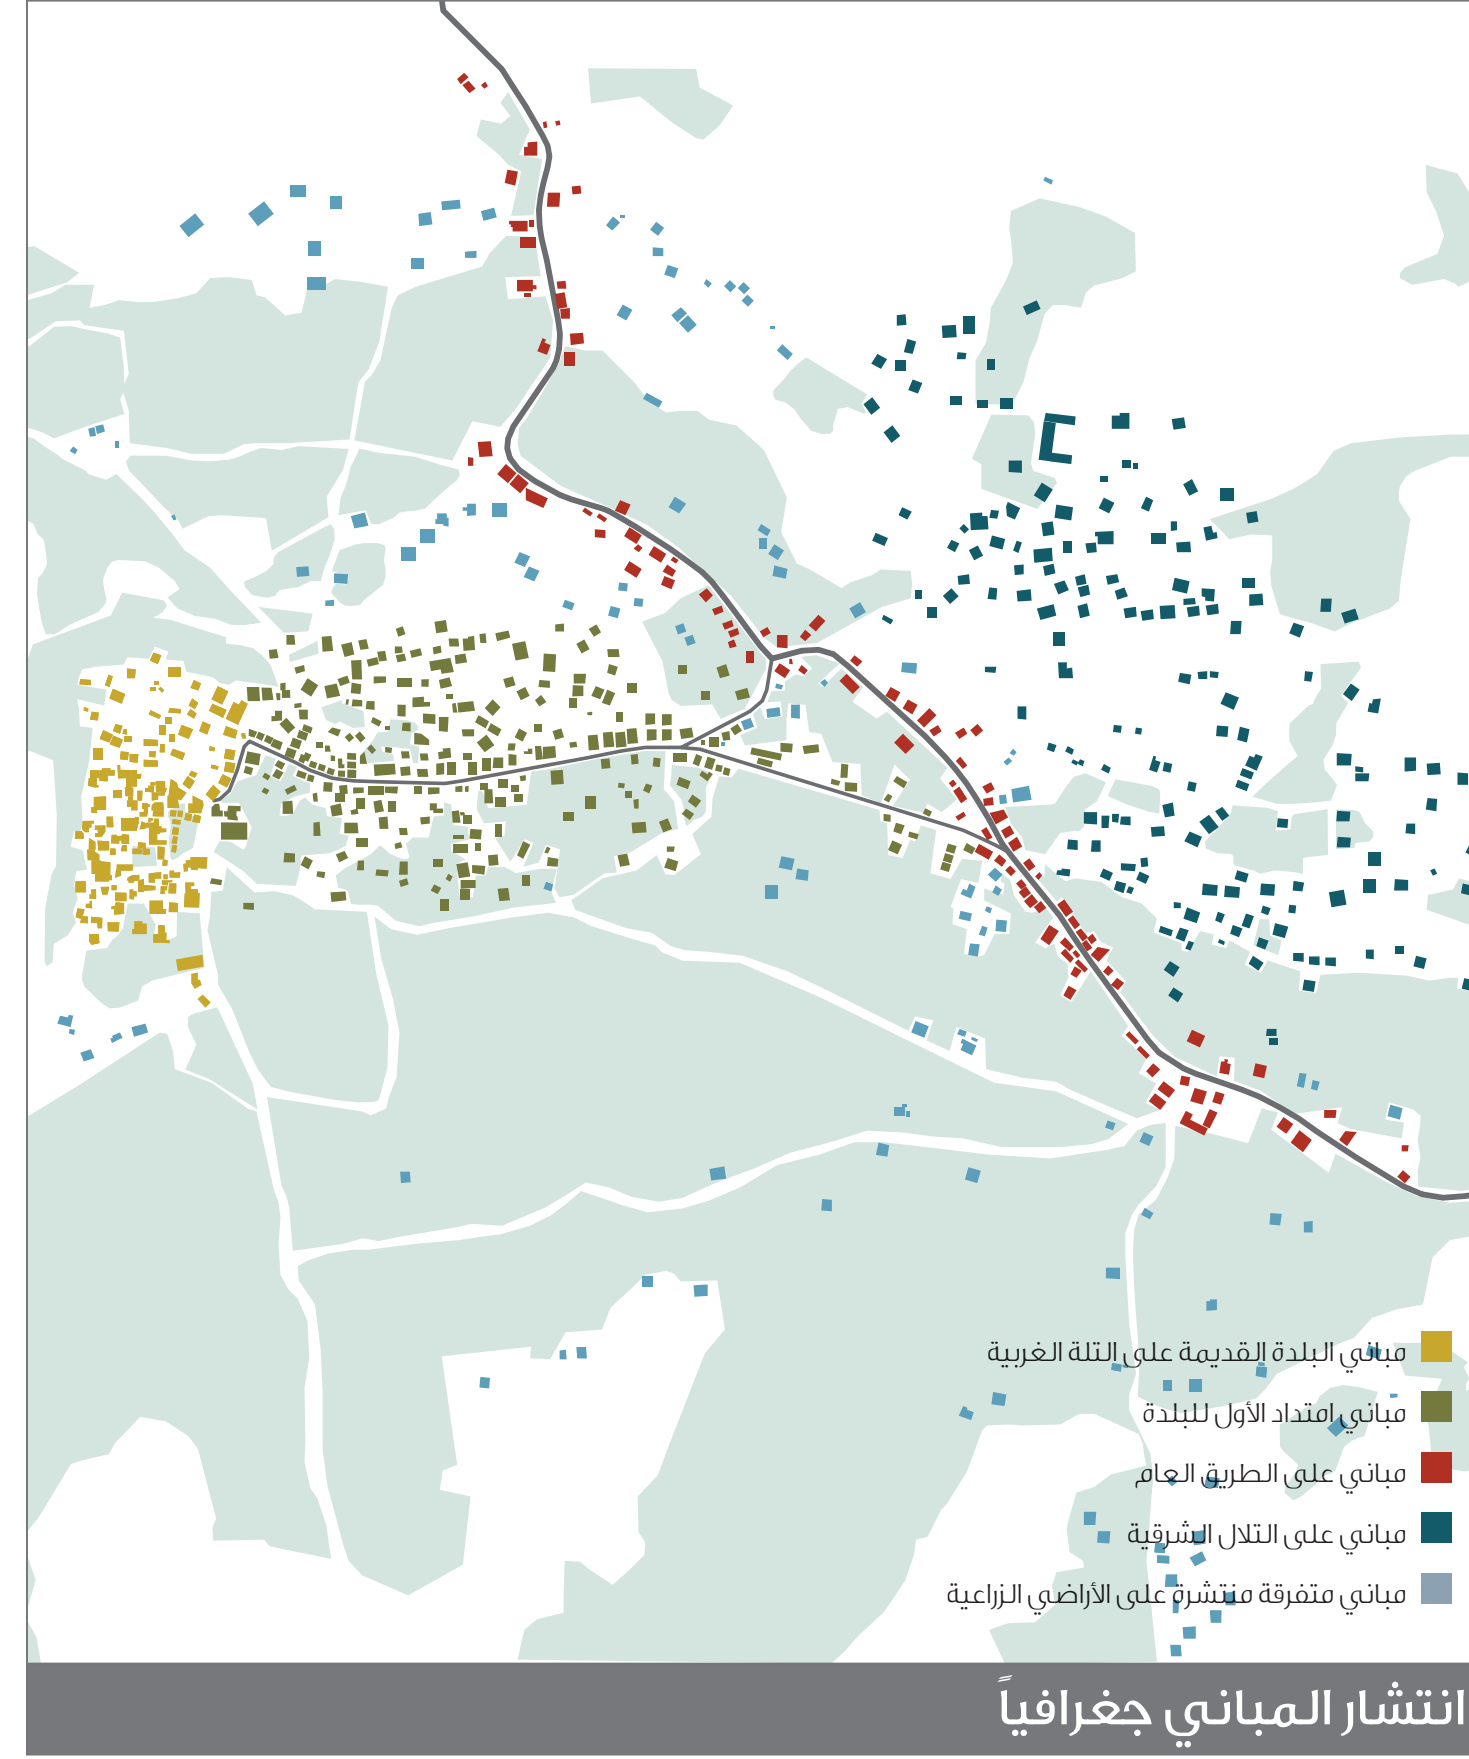 مباني البلدة القديمة على التلة الغربية
مباني امتداد الأول للبلدة
مباني على الطريق العام
مباني على التلال الشرقية
مباني متفرقة منتشرة على الأراضي الزراعية
انتشار المباني جغرافياً